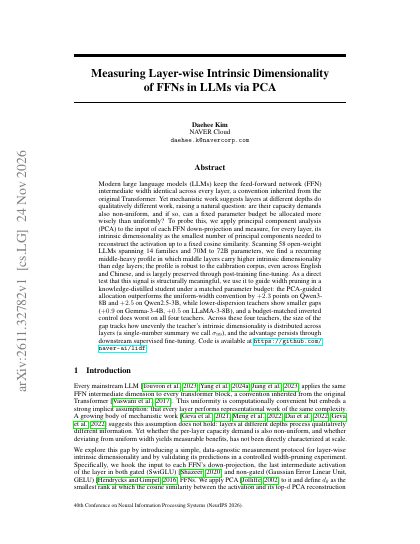 Measuring Layer-wise Intrinsic Dimensionality
of FFNs in LLMs via PCA
Daehee Kim
NAVER Cloud
daehee.k@navercorp.com
Abstract
Modern large language models (LLMs) keep the feed-forward network (FFN)
intermediate width identical across every layer, a convention inherited from the
original Transformer. Yet mechanistic work suggests layers at different depths do
qualitatively different work, raising a natural question: are their capacity demands
also non-uniform, and if so, can a fixed parameter budget be allocated more
wisely than uniformly? To probe this, we apply principal component analysis
(PCA) to the input of each FFN down-projection and measure, for every layer, its
intrinsic dimensionality as the smallest number of principal components needed to
reconstruct the activation up to a fixed cosine similarity. Scanning 58 open-weight
LLMs spanning 14 families and 70M to 72B parameters, we find a recurring
middle-heavy profile in which middle layers carry higher intrinsic dimensionality
than edge layers; the profile is robust to the calibration corpus, even across English
and Chinese, and is largely preserved through post-training fine-tuning. As a direct
test that this signal is structurally meaningful, we use it to guide width pruning in a
knowledge-distilled student under a matched parameter budget: the PCA-guided
allocation outperforms the uniform-width convention by +2.3 points on Qwen3-
8B and +2.5 on Qwen2.5-3B, while lower-dispersion teachers show smaller gaps
(+0.9 on Gemma-3-4B, +0.5 on LLaMA-3-8B), and a budget-matched inverted
control does worst on all four teachers. Across these four teachers, the size of the
gap tracks how unevenly the teacher's intrinsic dimensionality is distributed across
layers (a single-number summary we call σ), and the advantage persists through
downstream supervised fine-tuning. Code is available at https://github.com/
naver-ai/lidf.
1 Introduction
Every mainstream LLM [Touvron et al., 2023, Yang et al., 2024a, Jiang et al., 2023] applies the same
FFN intermediate dimension to every transformer block, a convention inherited from the original
Transformer [Vaswani et al., 2017]. This uniformity is computationally convenient but embeds a
strong implicit assumption: that every layer performs representational work of the same complexity.
A growing body of mechanistic work [Geva et al., 2021, Meng et al., 2022, Dai et al., 2022, Geva
et al., 2022] suggests this assumption does not hold: layers at different depths process qualitatively
different information. Yet whether the per-layer capacity demand is also non-uniform, and whether
deviating from uniform width yields measurable benefits, has not been directly characterized at scale.
We explore this gap by introducing a simple, data-analytic measurement protocol for layer-wise
intrinsic dimensionality and by validating its predictions in a controlled width-pruning experiment.
Specifically, we hook the input to each FFN's down-projection, the last intermediate activation
of the layer in both gated (SwiGLU) [Shazeer, 2020] and non-gated (Gaussian Error Linear Unit,
GELU) [Hendrycks and Gimpel, 2016] FFNs. We apply PCA [Jolliffe, 2002] to it and define d as the
smallest rank at which the cosine similarity between the activation and its top-d PCA reconstruction
40th Conference on Neural Information Processing Systems (NeurIPS 2026)
arXiv:2611.32782v1 [cs.LG] 24 Nov 2026